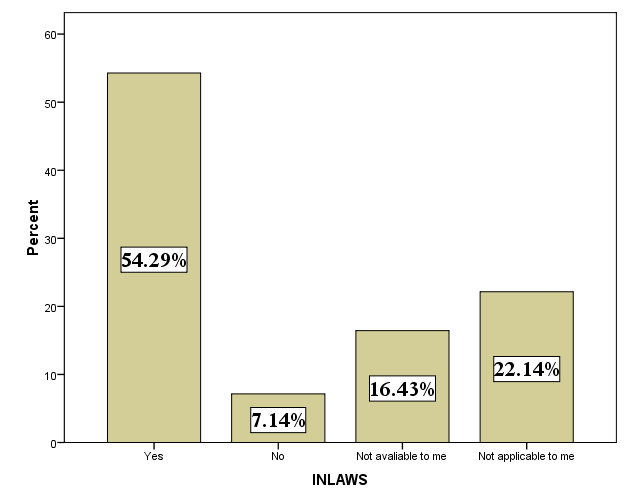 60
50
40
30
20
10
0
Percent
54.29%
7.14%
16.43%
22.14%
Yes
No
Not avaliable to me
Not applicable to me
INLAWS